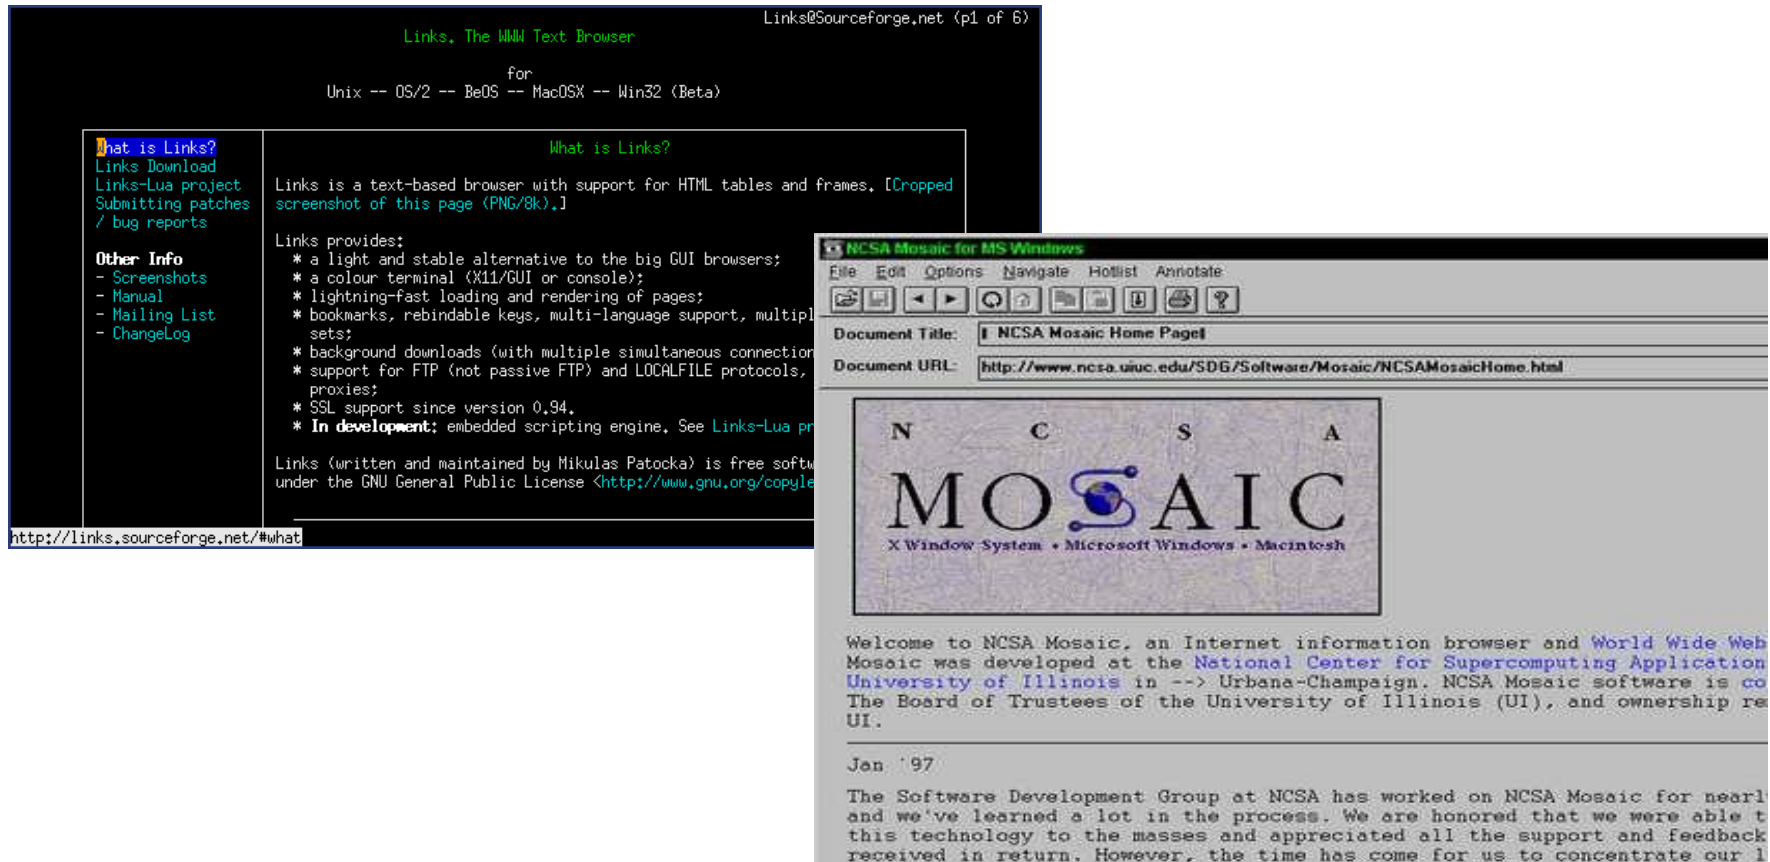 Links@Sourceforge.net (p1 of 6)
Links. The WWW Text Browser
for
Unix -- OS/2 -- BeOS -- MacOSX -- Win32 (Beta)
What is Links?
Links Download
Links-Lua project
Submitting patches
/ bug reports
Other Info
- Screenshots
- Manual
- Mailing List
- ChangeLog
What is Links?
Links is a text-based browser with support for HTML tables and frames. [Cropped
screenshot of this page (PNG/8k).]
Links provides:
* a light and stable alternative to the big GUI browsers;
* a colour terminal (X11/GUI or console);
* lightning-fast loading and rendering of pages;
* bookmarks, rebindable keys, multi-language support, multipl
sets;
* background downloads (with multiple simultaneous connection
* support for FTP (not passive FTP) and LOCALFILE protocols,
proxies;
* SSL support since version 0.94.
* In development: embedded scripting engine. See Links-Lua pr
Links (written and maintained by Mikulas Patocka) is free softw
under the GNU General Public License <http://www.gnu.org/copyle
http://links.sourceforge.net/#what
NCSA Mosaic for MS Windows
File Edit Options Navigate Hotlist Annotate
Document Title: NCSA Mosaic Home Page
Document URL: http://www.ncsa.uiuc.edu/SDG/Software/Mosaic/NCSAMosaicHome.html
N C S A
MOSAIC
X Window System • Microsoft Windows • Macintosh
Welcome to NCSA Mosaic, an Internet information browser and World Wide Web
Mosaic was developed at the National Center for Supercomputing Application
University of Illinois in --> Urbana-Champaign. NCSA Mosaic software is co
The Board of Trustees of the University of Illinois (UI), and ownership re
UI.
Jan '97
The Software Development Group at NCSA has worked on NCSA Mosaic for nearl
and we've learned a lot in the process. We are honored that we were able t
this technology to the masses and appreciated all the support and feedback
received in return. However, the time has come for us to concentrate our l